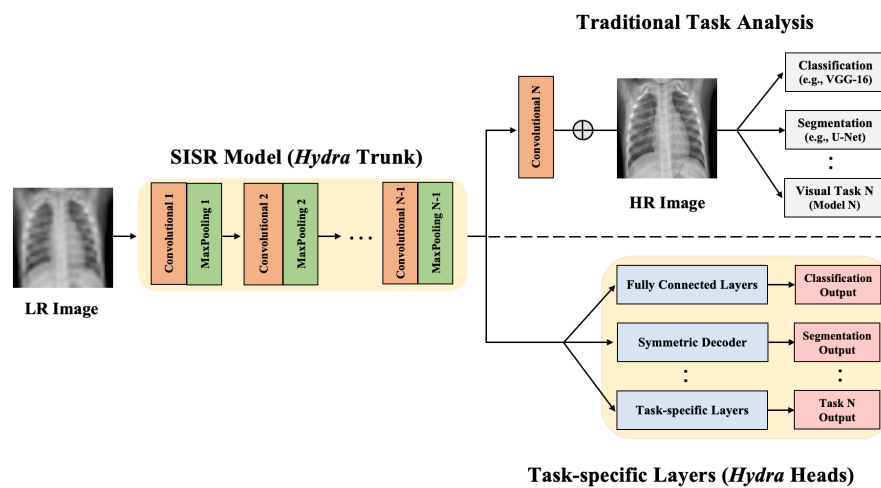 Traditional Task Analysis
Classification
(e.g., VGG-16)
Convolutional N
Segmentation
(e.g., U-Net)
SISR Model (Hydra Trunk)
Visual Task N
(Model N)
HR Image
Convolutional 1
MaxPooling 1
Convolutional 2
MaxPooling 2
Convolutional N-1
MaxPooling N-1
LR Image
Fully Connected Layers
Classification
Output
Symmetric Decoder
Segmentation
Output
Task-specific Layers
Task N
Output
Task-specific Layers (Hydra Heads)